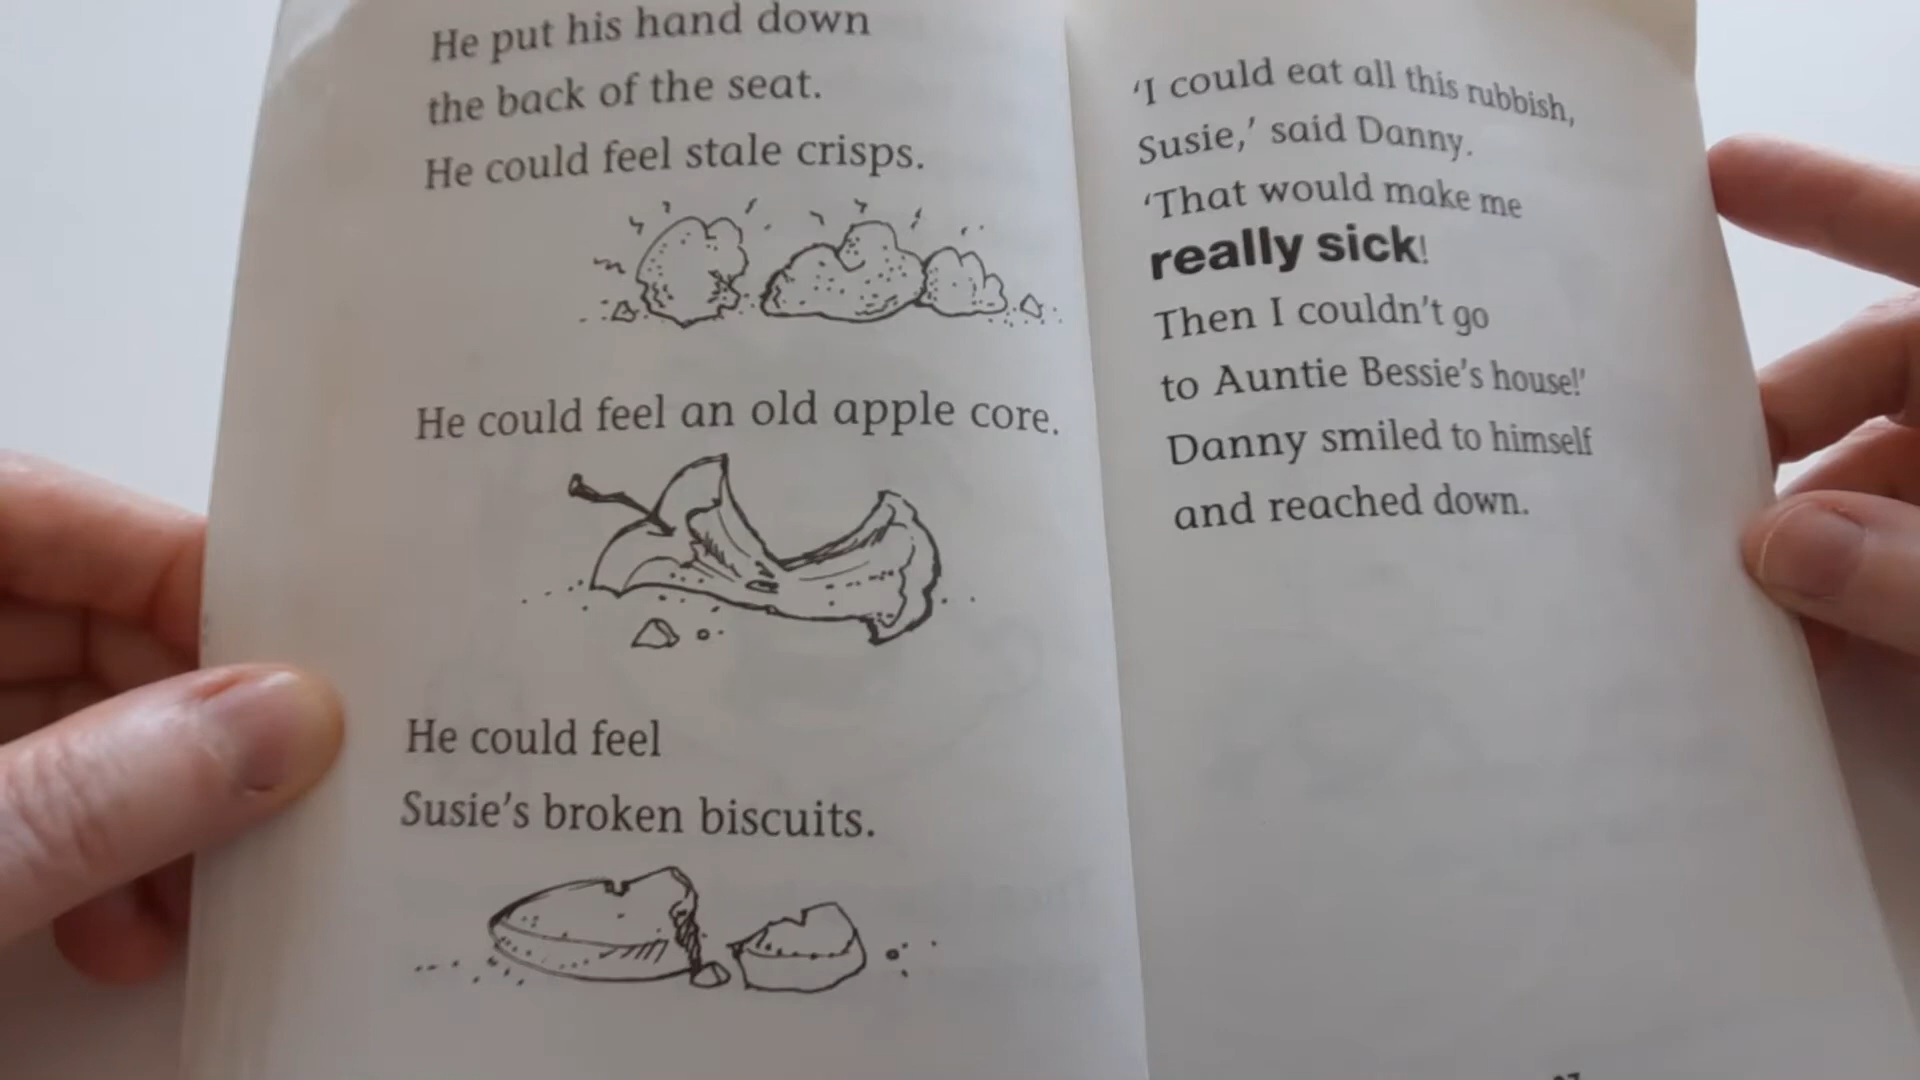 He put his hand down
the back of the seat.
He could feel stale crisps.
He could feel an old apple core.
He could feel
Susie's broken biscuits.
‘I could eat all this rubbish,
Susie,’ said Danny.
‘That would make me
really sick!
Then I couldn't go
to Auntie Bessie's house!’
Danny smiled to himself
and reached down.